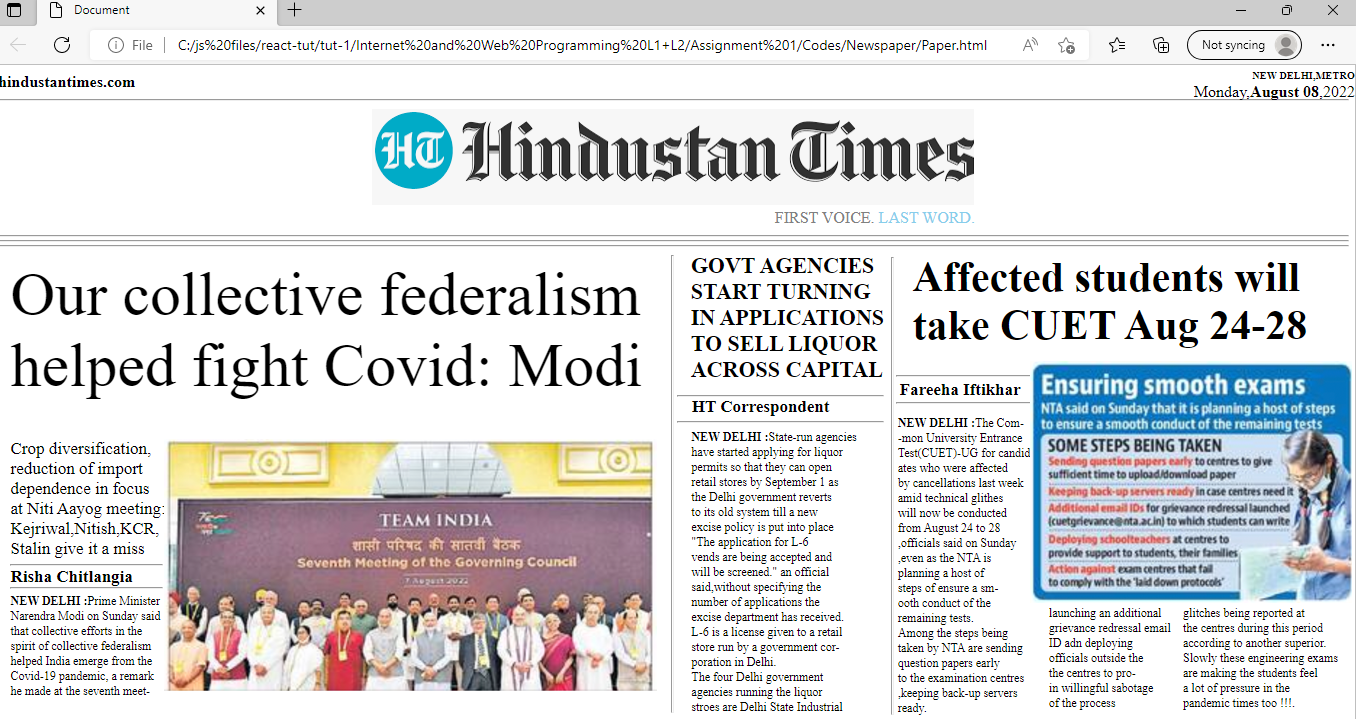 Document
File
C:/js%20files/react-tut/tut-1/Internet%20and%20Web%20Programming%20L1+L2/Assignment%201/Codes/Newspaper/Paper.html
Not syncing
hindustantimes.com
NEW DELHI,METRO
Monday,August 08,2022
HT Hindustan Times
FIRST VOICE. LAST WORD.
Our collective federalism
helped fight Covid: Modi
Crop diversification,
reduction of import
dependence in focus
at Niti Aayog meeting:
Kejriwal,Nitish,KCR,
Stalin give it a miss
Risha Chitlangia
NEW DELHI :Prime Minister
Narendra Modi on Sunday said
that collective efforts in the
spirit of collective federalism
helped India emerge from the
Covid-19 pandemic, a remark
he made at the seventh meet-
TEAM INDIA
शासी परिषद की सातवीं बैठक
Seventh Meeting of the Governing Council
7 August 2022
GOVT AGENCIES
START TURNING
IN APPLICATIONS
TO SELL LIQUOR
ACROSS CAPITAL
HT Correspondent
NEW DELHI :State-run agencies
have started applying for liquor
permits so that they can open
retail stores by September 1 as
the Delhi government reverts
to its old system till a new
excise policy is put into place
"The application for L-6
vends are being accepted and
will be screened." an official
said,without specifying the
number of applications the
excise department has received.
L-6 is a license given to a retail
store run by a government cor-
poration in Delhi.
The four Delhi government
agencies running the liquor
stroes are Delhi State Industrial
Affected students will
take CUET Aug 24-28
Fareeha Iftikhar
NEW DELHI :The Com-
-mon University Entrance
Test(CUET)-UG for candid
ates who were affected
by cancellations last week
amid technical glithes
will now be conducted
from August 24 to 28
,officials said on Sunday
,even as the NTA is
planning a host of
steps of ensure a sm-
ooth conduct of the
remaining tests.
Among the steps being
taken by NTA are sending
question papers early
to the examination centres
,keeping back-up servers
ready.
Ensuring smooth exams
NTA said on Sunday that it is planning a host of steps
to ensure a smooth conduct of the remaining tests
SOME STEPS BEING TAKEN
Sending question papers early to centres to give
sufficient time to upload/download paper
Keeping back-up servers ready in case centres need it
Additional email IDs for grievance redressal launched
(cuetgrievance@nta.ac.in) to which students can write
Deploying schoolteachers at centres to
provide support to students, their families
Action against exam centres that fail
to comply with the 'laid down protocols'
launching an additional
grievance redressal email
ID adn deploying
officials outside the
the centres to pro-
in willingful sabotage
of the process
glitches being reported at
the centres during this period
according to another superior.
Slowly these engineering exams
are making the students feel
a lot of pressure in the
pandemic times too !!!.